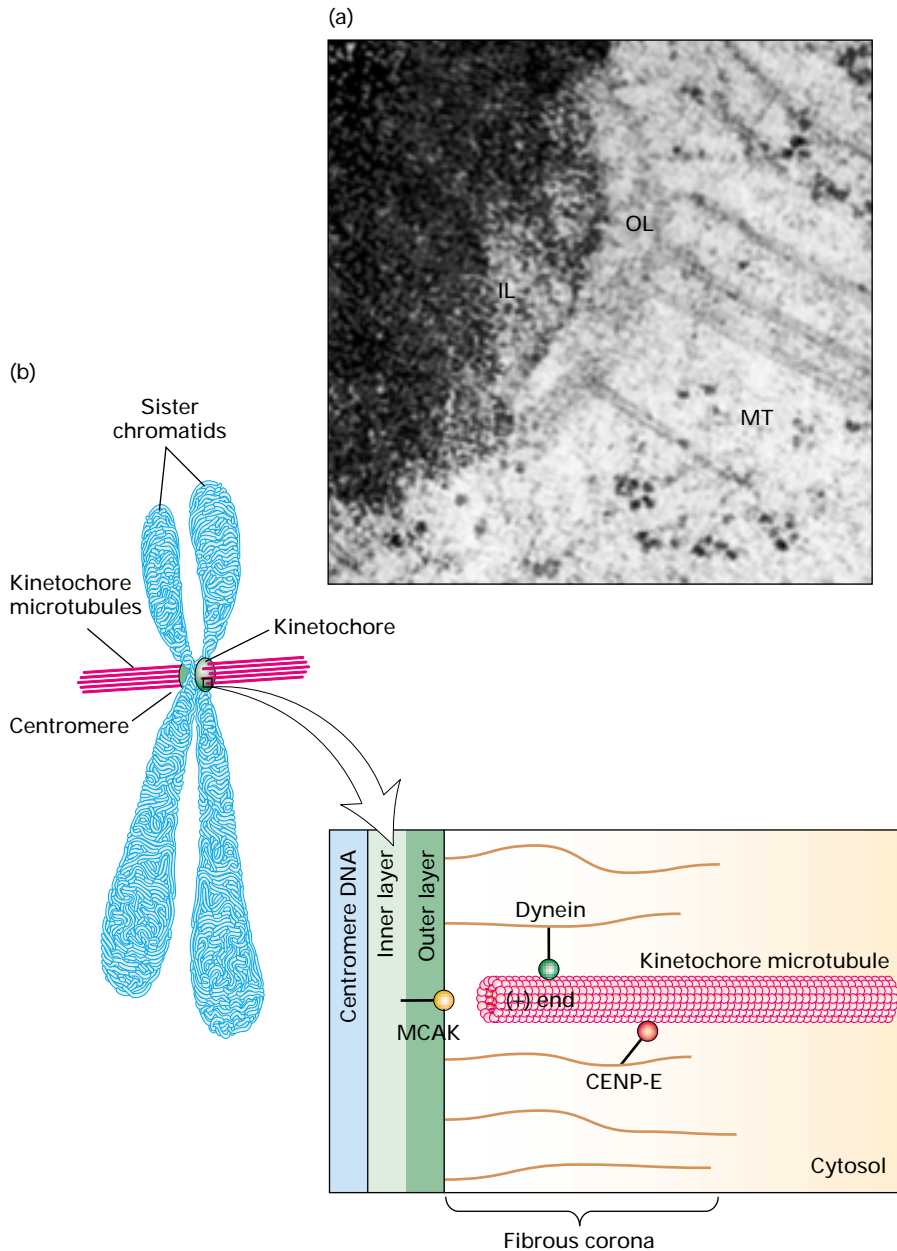 (a)
OL
IL
MT
(b)
Sister
chromatids
Kinetochore
microtubules
Kinetochore
Centromere
Centromere DNA
Inner layer
Outer layer
Dynein
Kinetochore microtubule
(+) end
MCAK
CENP-E
Cytosol
Fibrous corona